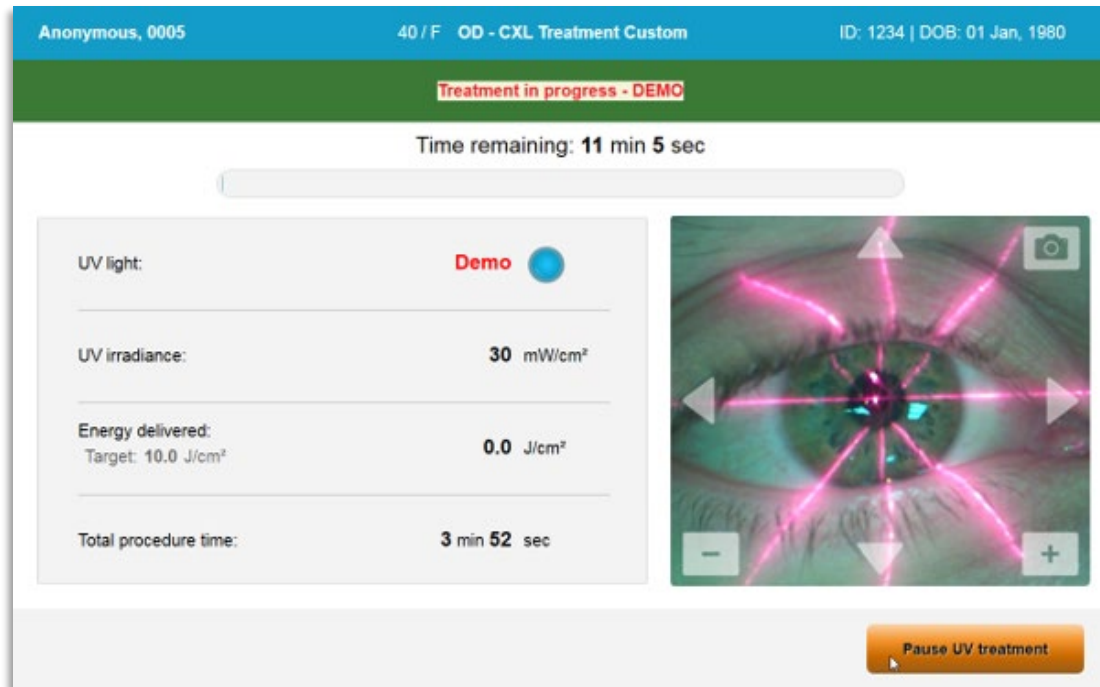 Anonymous, 0005 40 / F OD - CXL Treatment Custom ID: 1234 | DOB: 01 Jan, 1980
Treatment in progress - DEMO
Time remaining: 11 min 5 sec
UV light: Demo
UV irradiance: 30 mW/cm²
Energy delivered:
Target: 10.0 J/cm²
0.0 J/cm²
Total procedure time: 3 min 52 sec
Pause UV treatment